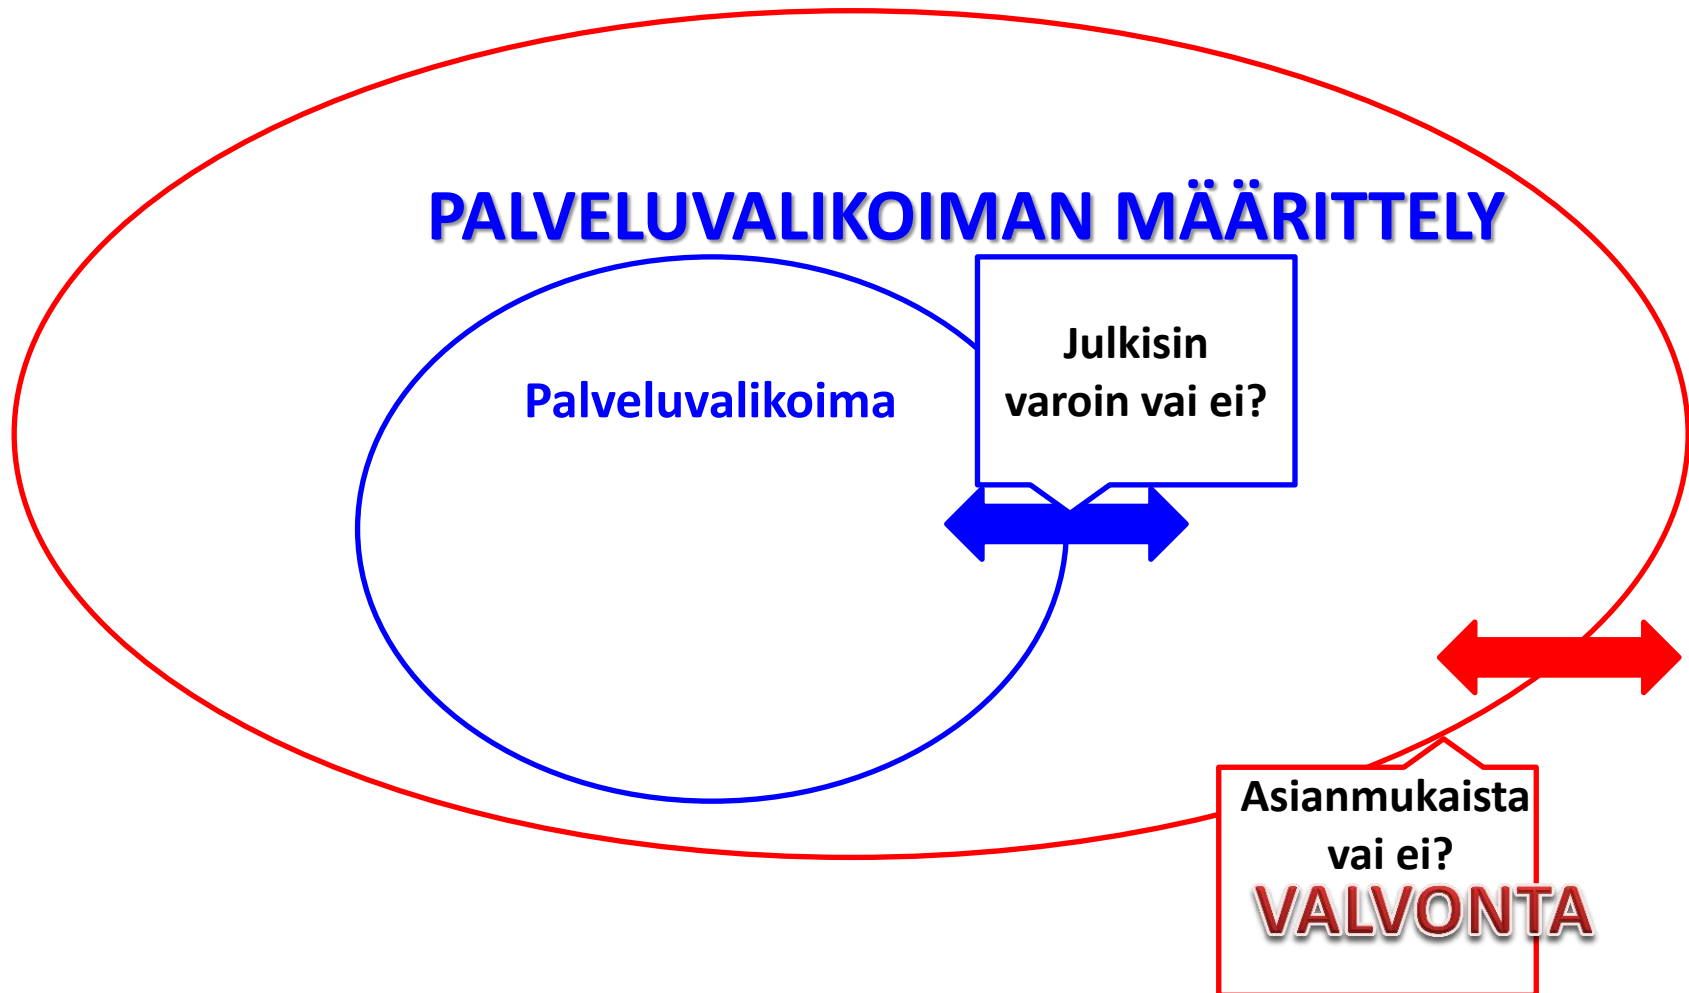 PALVELUVALIKOIMAN MÄÄRITTELY
Palveluvalikoima
Julkisin
varoin vai ei?
Asianmukaista
vai ei?
VALVONTA